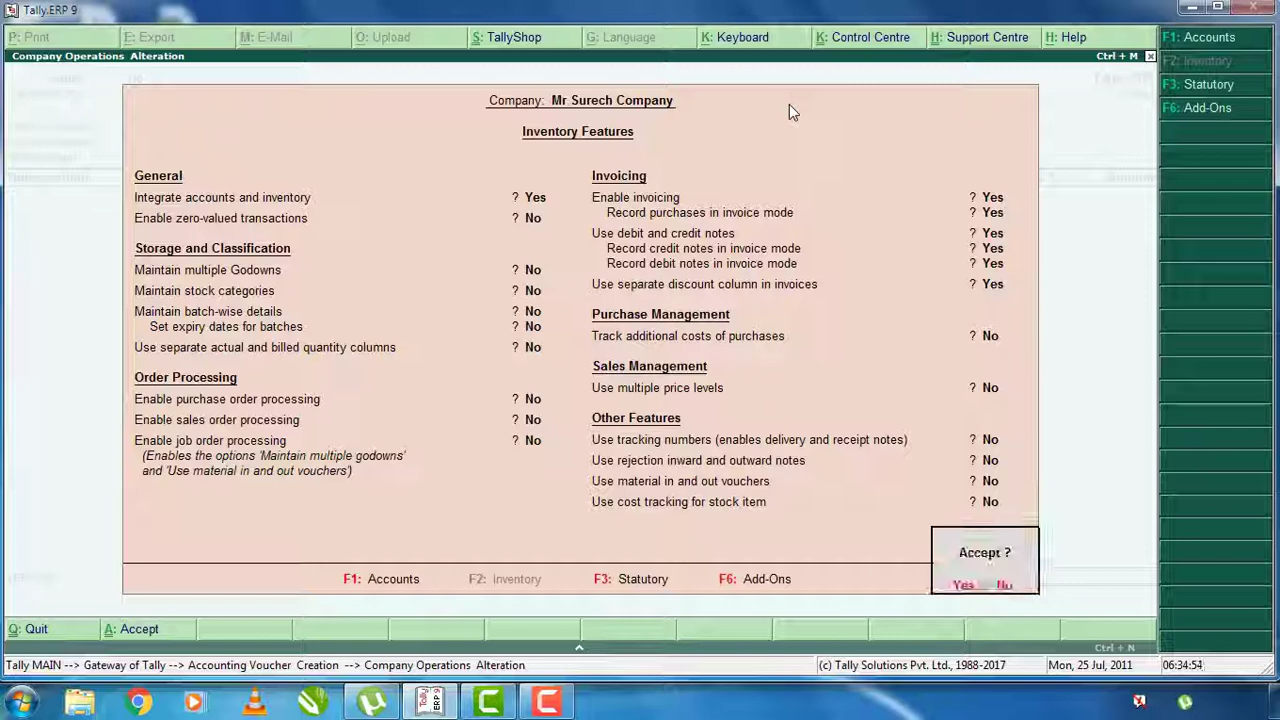 Tally.ERP 9
P: Print E: Export M: E-Mail O: Upload S: TallyShop G: Language K: Keyboard K: Control Centre H: Support Centre H: Help
F1: Accounts
Company Operations Alteration Ctrl + M
F2: Inventory
F3: Statutory
F6: Add-Ons
Company: Mr Surech Company
Inventory Features
General
Integrate accounts and inventory ? Yes
Enable zero-valued transactions ? No
Storage and Classification
Maintain multiple Godowns ? No
Maintain stock categories ? No
Maintain batch-wise details ? No
Set expiry dates for batches ? No
Use separate actual and billed quantity columns ? No
Order Processing
Enable purchase order processing ? No
Enable sales order processing ? No
Enable job order processing ? No
(Enables the options 'Maintain multiple godowns'
and 'Use material in and out vouchers')
Invoicing
Enable invoicing ? Yes
Record purchases in invoice mode ? Yes
Use debit and credit notes ? Yes
Record credit notes in invoice mode ? Yes
Record debit notes in invoice mode ? Yes
Use separate discount column in invoices ? Yes
Purchase Management
Track additional costs of purchases ? No
Sales Management
Use multiple price levels ? No
Other Features
Use tracking numbers (enables delivery and receipt notes) ? No
Use rejection inward and outward notes ? No
Use material in and out vouchers ? No
Use cost tracking for stock item ? No
Accept ?
Yes No
F1: Accounts F2: Inventory F3: Statutory F6: Add-Ons
Q: Quit A: Accept
Ctrl + N
Tally MAIN --> Gateway of Tally --> Accounting Voucher Creation --> Company Operations Alteration (c) Tally Solutions Pvt. Ltd., 1988-2017 Mon, 25 Jul, 2011 06:34:54